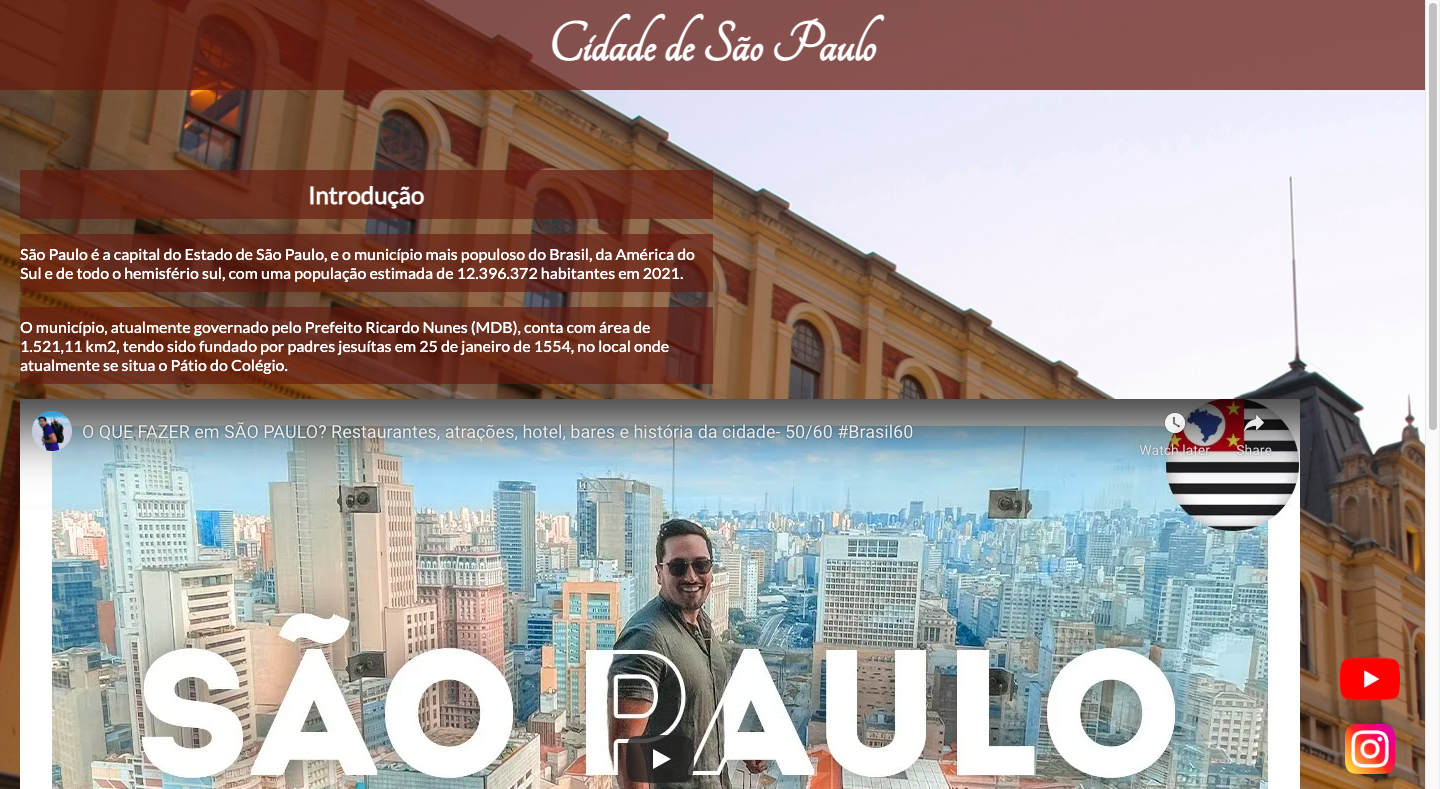 Cidade de São Paulo
Introdução
São Paulo é a capital do Estado de São Paulo, e o município mais populoso do Brasil, da América do
Sul e de todo o hemisfério sul, com uma população estimada de 12.396.372 habitantes em 2021.
O município, atualmente governado pelo Prefeito Ricardo Nunes (MDB), conta com área de
1.521,11 km2, tendo sido fundado por padres jesuítas em 25 de janeiro de 1554, no local onde
atualmente se situa o Pátio do Colégio.
O QUE FAZER em SÃO PAULO? Restaurantes, atrações, hotel, bares e história da cidade- 50/60 #Brasil60
Watch later
Share
SÃO PAULO